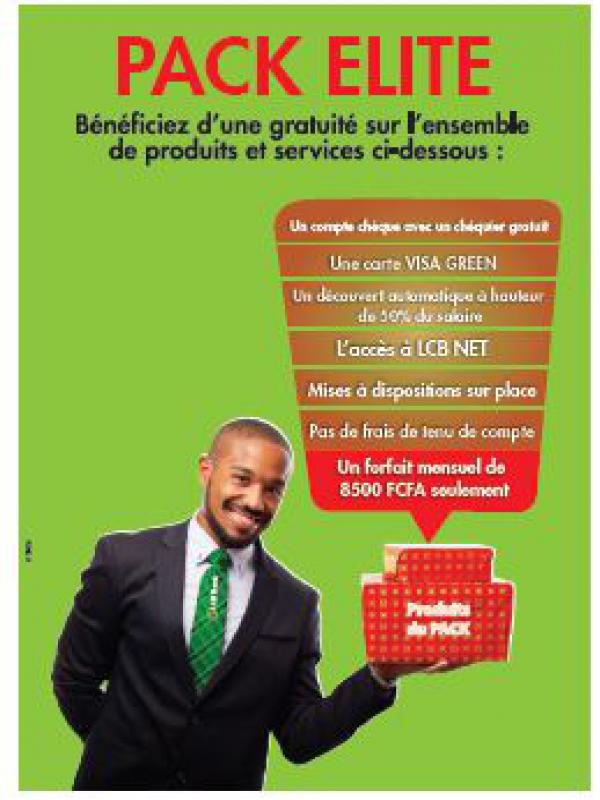 PACK ELITE
Bénéficiez d'une gratuité sur l'ensemble
de produits et services ci-dessous :
Un compte chèque avec un chéquier gratuit
Une carte VISA GREEN
Un découvert automatique à hauteur
de 50% du salaire
L'accès à LCB NET
Mises à dispositions sur place
Pas de frais de tenu de compte
Un forfait mensuel de
8500 FCFA seulement
Produits
du PACK
LCB Bank